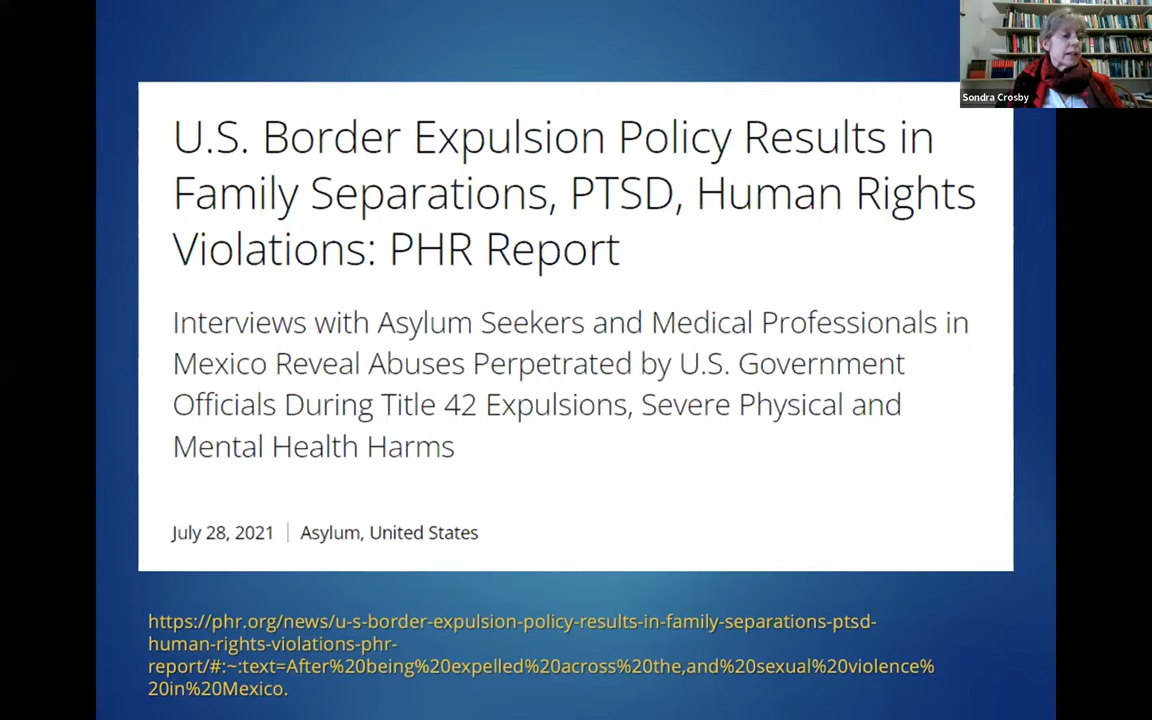 Sondra Crosby
U.S. Border Expulsion Policy Results in
Family Separations, PTSD, Human Rights
Violations: PHR Report
Interviews with Asylum Seekers and Medical Professionals in
Mexico Reveal Abuses Perpetrated by U.S. Government
Officials During Title 42 Expulsions, Severe Physical and
Mental Health Harms
July 28, 2021 | Asylum, United States
https://phr.org/news/u-s-border-expulsion-policy-results-in-family-separations-ptsd-
human-rights-violations-phr-
report/#:~:text=After%20being%20expelled%20across%20the,and%20sexual%20violence%
20in%20Mexico.